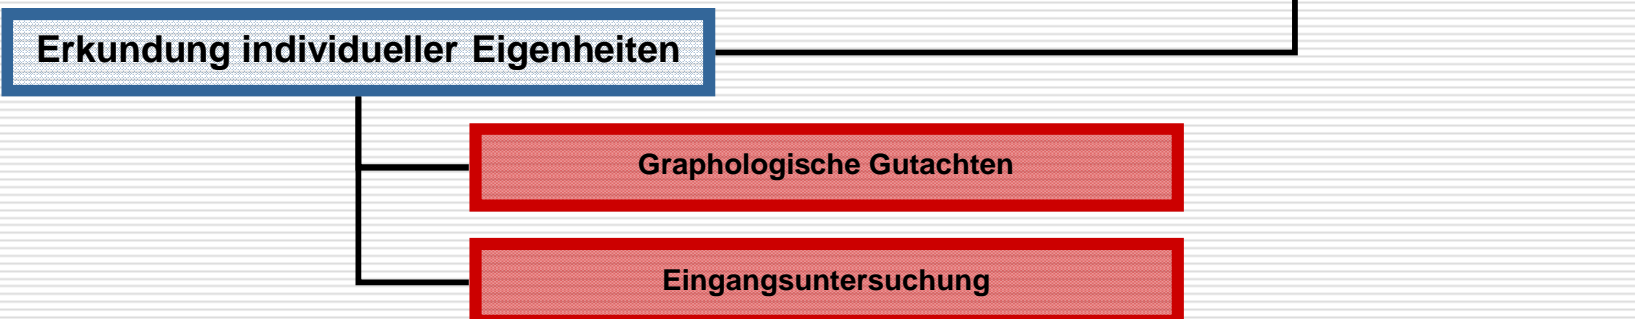 Erkundung individueller Eigenheiten
Graphologische Gutachten
Eingangsuntersuchung